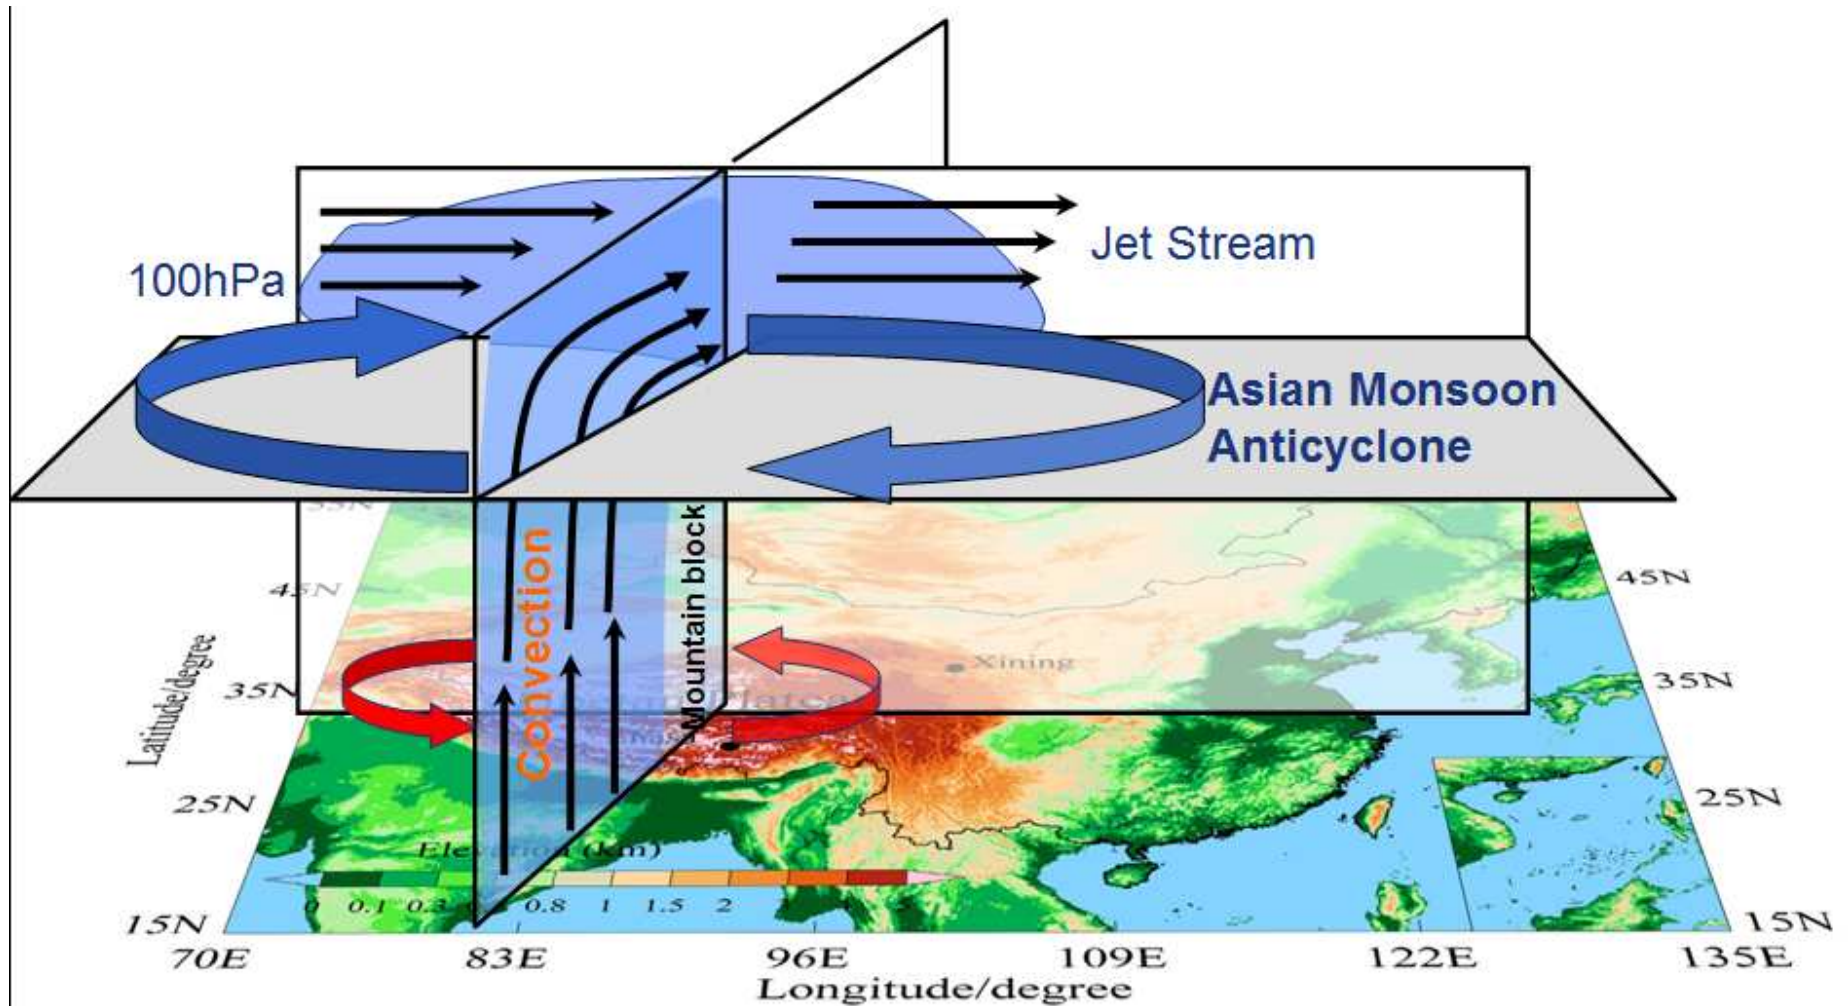 100hPa
Jet Stream
Asian Monsoon
Anticyclone
Convection
Mountain block
45N
45N
Latitude/degree
35N
Xining
35N
25N
25N
Elevation (km)
0 0.1 0.3 0.8 1 1.5 2
15N
15N
70E 83E 96E 109E 122E 135E
Longitude/degree